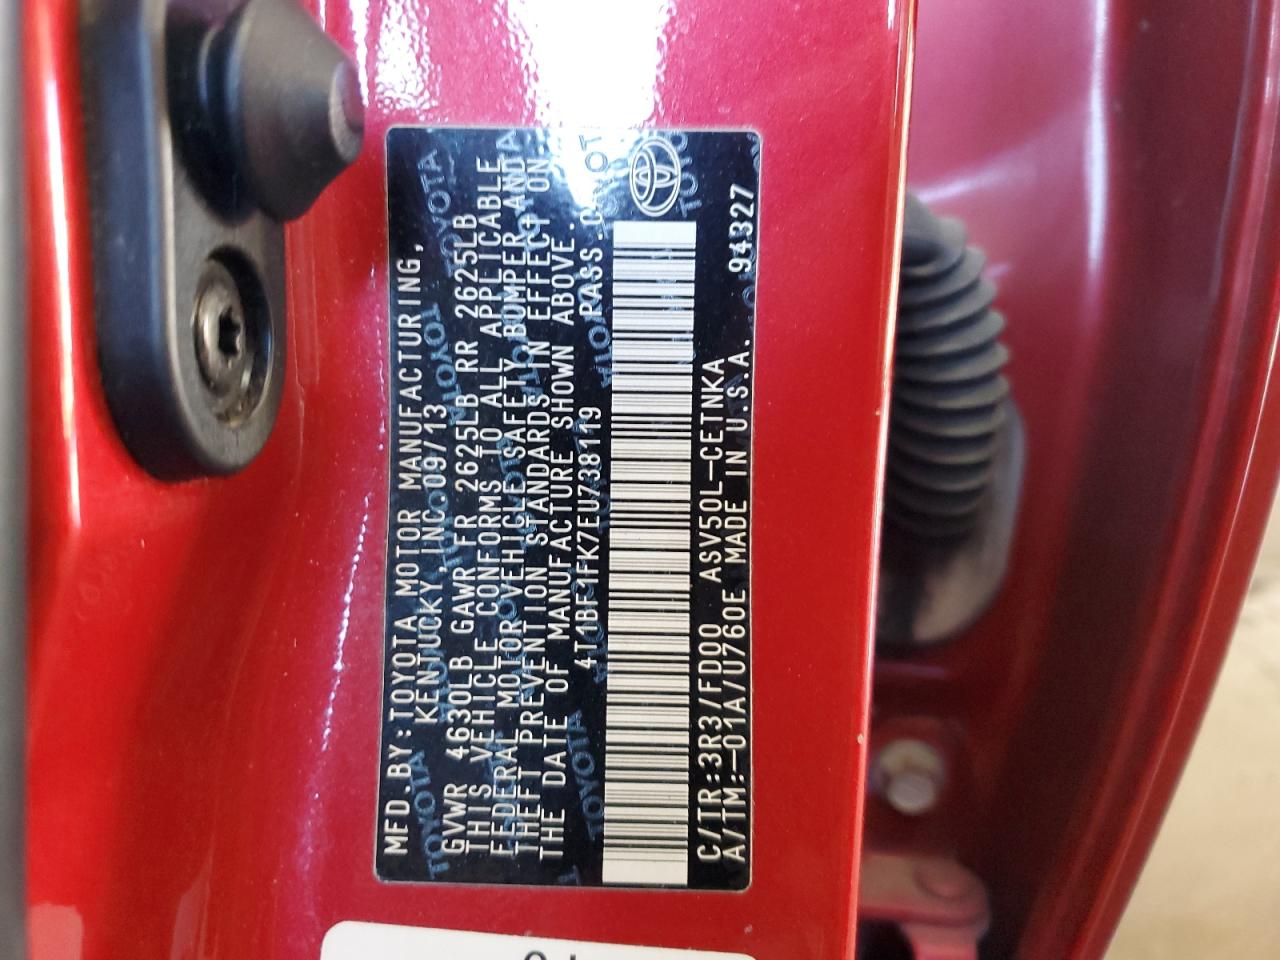 MFD.BY:TOYOTA MOTOR MANUFACTURING,
KENTUCKY,INC.09/13
GVWR 4630LB GAWR FR 2625LB RR 2625LB
THIS VEHICLE CONFORMS TO ALL APPLICABLE
FEDERAL MOTOR VEHICLE SAFETY,BUMPER,AND
THEFT PREVENTION STANDARDS IN EFFECT ON
THE DATE OF MANUFACTURE SHOWN ABOVE.
4T1BF1FK7EU738119 PASS.CAR
C/TR:3R3/FD00 ASV50L-CETNKA
A/TM:-01A/U760E MADE IN U.S.A. 94327